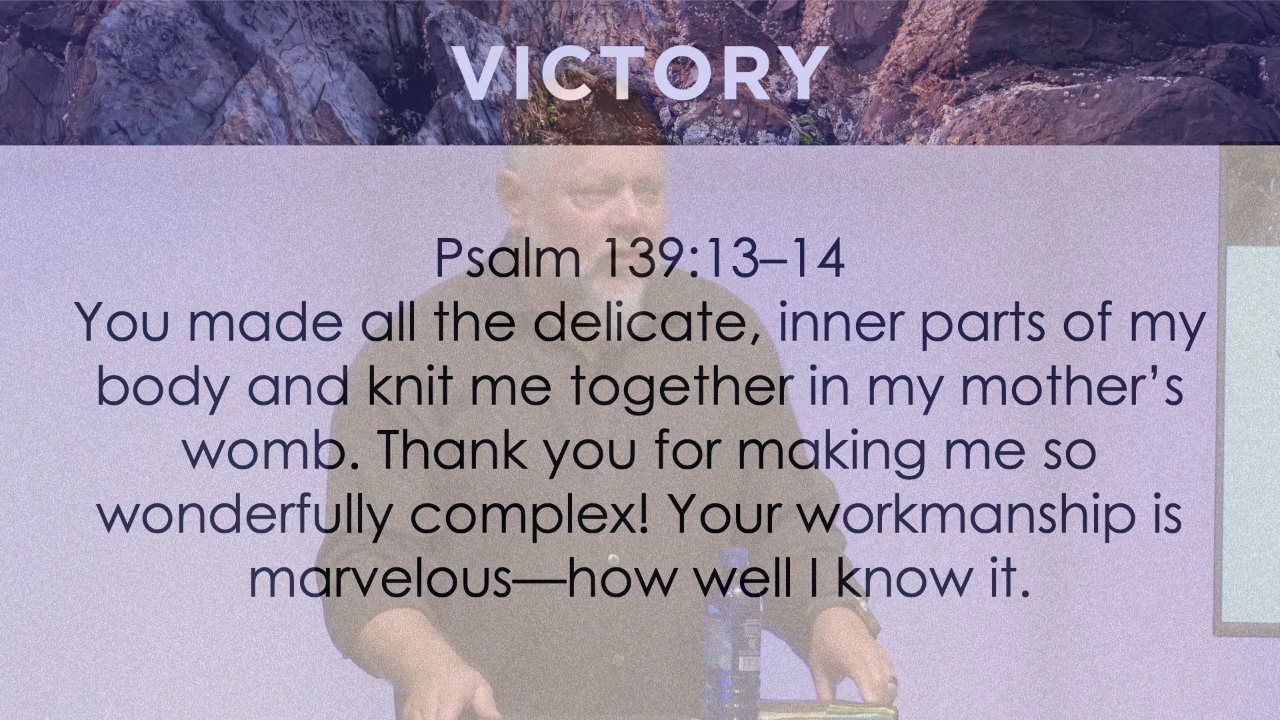 VICTORY
Psalm 139:13–14
You made all the delicate, inner parts of my
body and knit me together in my mother’s
womb. Thank you for making me so
wonderfully complex! Your workmanship is
marvelous—how well I know it.